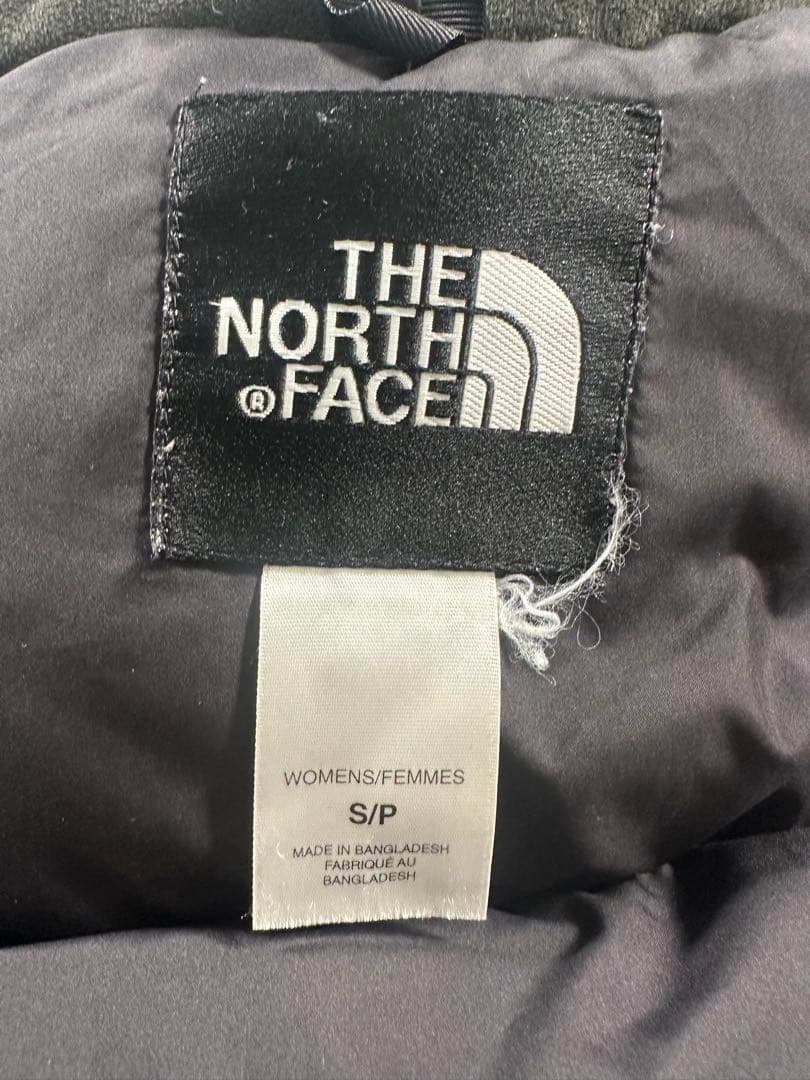 THE
NORTH
® FACE
WOMENS/FEMMES
S/P
MADE IN BANGLADESH
FABRIQUÉ AU
BANGLADESH